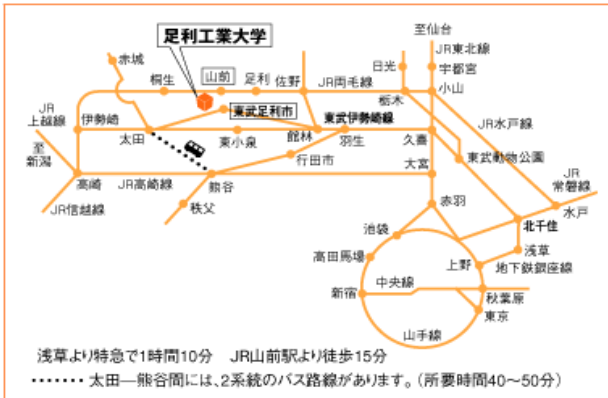 至仙台
足利工業大学
JR東北線
赤城
日光
宇都宮
桐生
山前
足利
佐野
JR両毛線
小山
栃木
JR
上越線
伊勢崎
東武足利市
東武伊勢崎線
JR水戸線
太田
東小泉
館林
羽生
久喜
至
新潟
行田市
東武動物公園
大宮
JR
常磐線
高崎
JR高崎線
熊谷
赤羽
水戸
JR信越線
秩父
池袋
北千住
高田馬場
上野
浅草
地下鉄銀座線
新宿
中央線
秋葉原
東京
山手線
浅草より特急で1時間10分 JR山前駅より徒歩15分
太田―熊谷間には、2系統のバス路線があります。(所要時間40～50分)